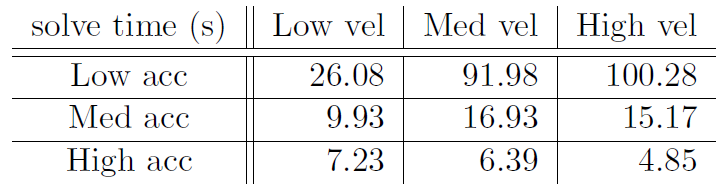 solve time (s) Low vel Med vel High vel
Low acc 26.08 91.98 100.28
Med acc 9.93 16.93 15.17
High acc 7.23 6.39 4.85